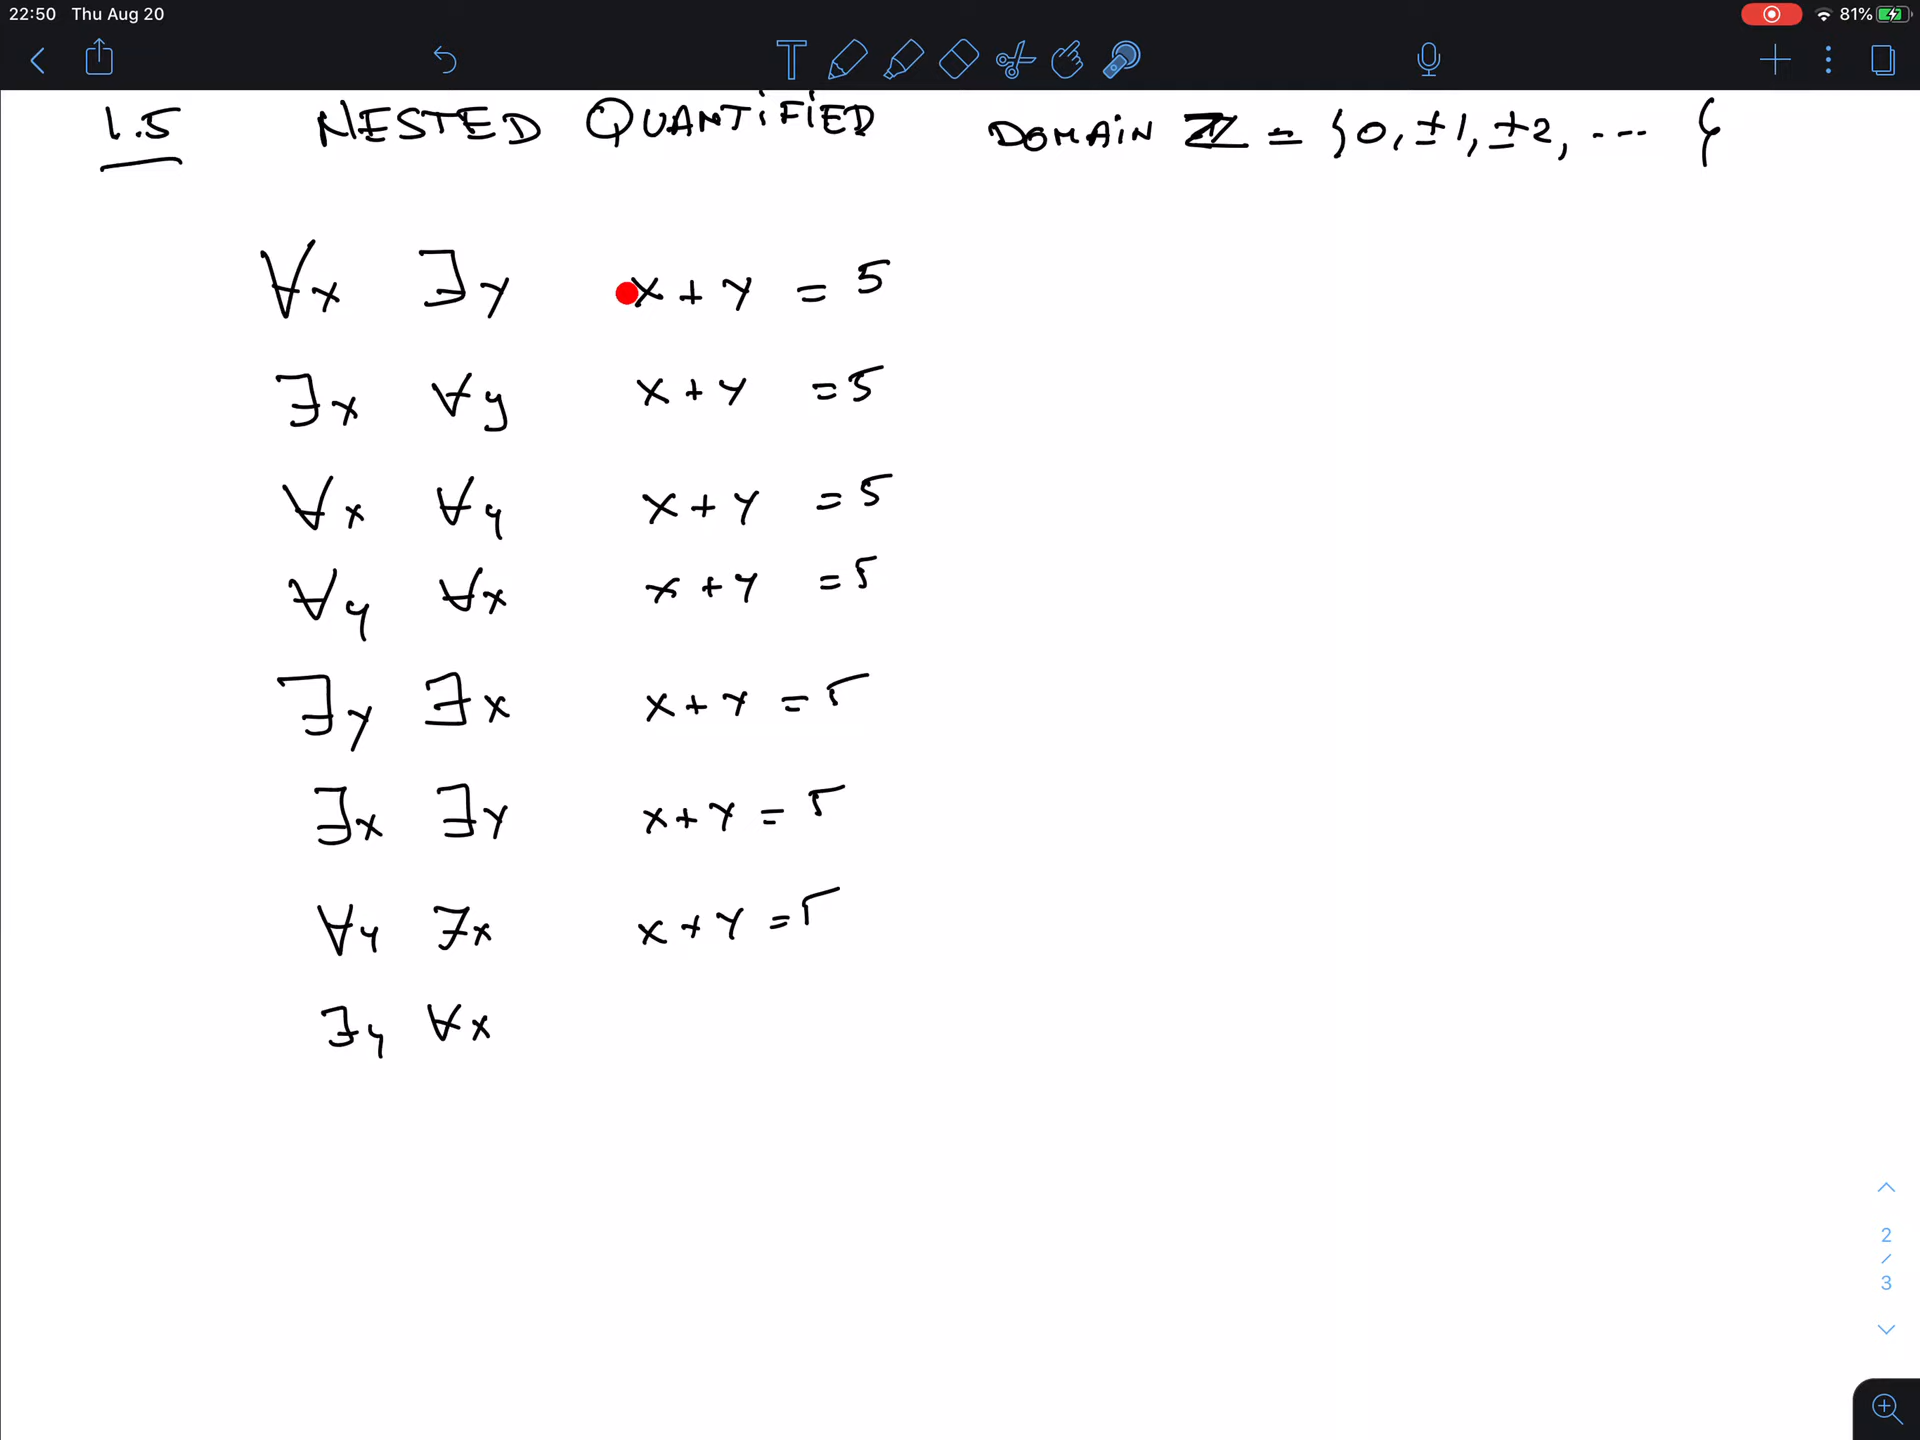 22:50 Thu Aug 20 81%
T
1.5 NESTED QUANTIFIED DOMAIN ℤ = {0, ±1, ±2, ... }
∀x ∃y x + y = 5
∃x ∀y x + y = 5
∀x ∀y x + y = 5
∀y ∀x x + y = 5
∃y ∃x x + y = 5
∃x ∃y x + y = 5
∀y ∃x x + y = 5
∃y ∀x
2
/
3